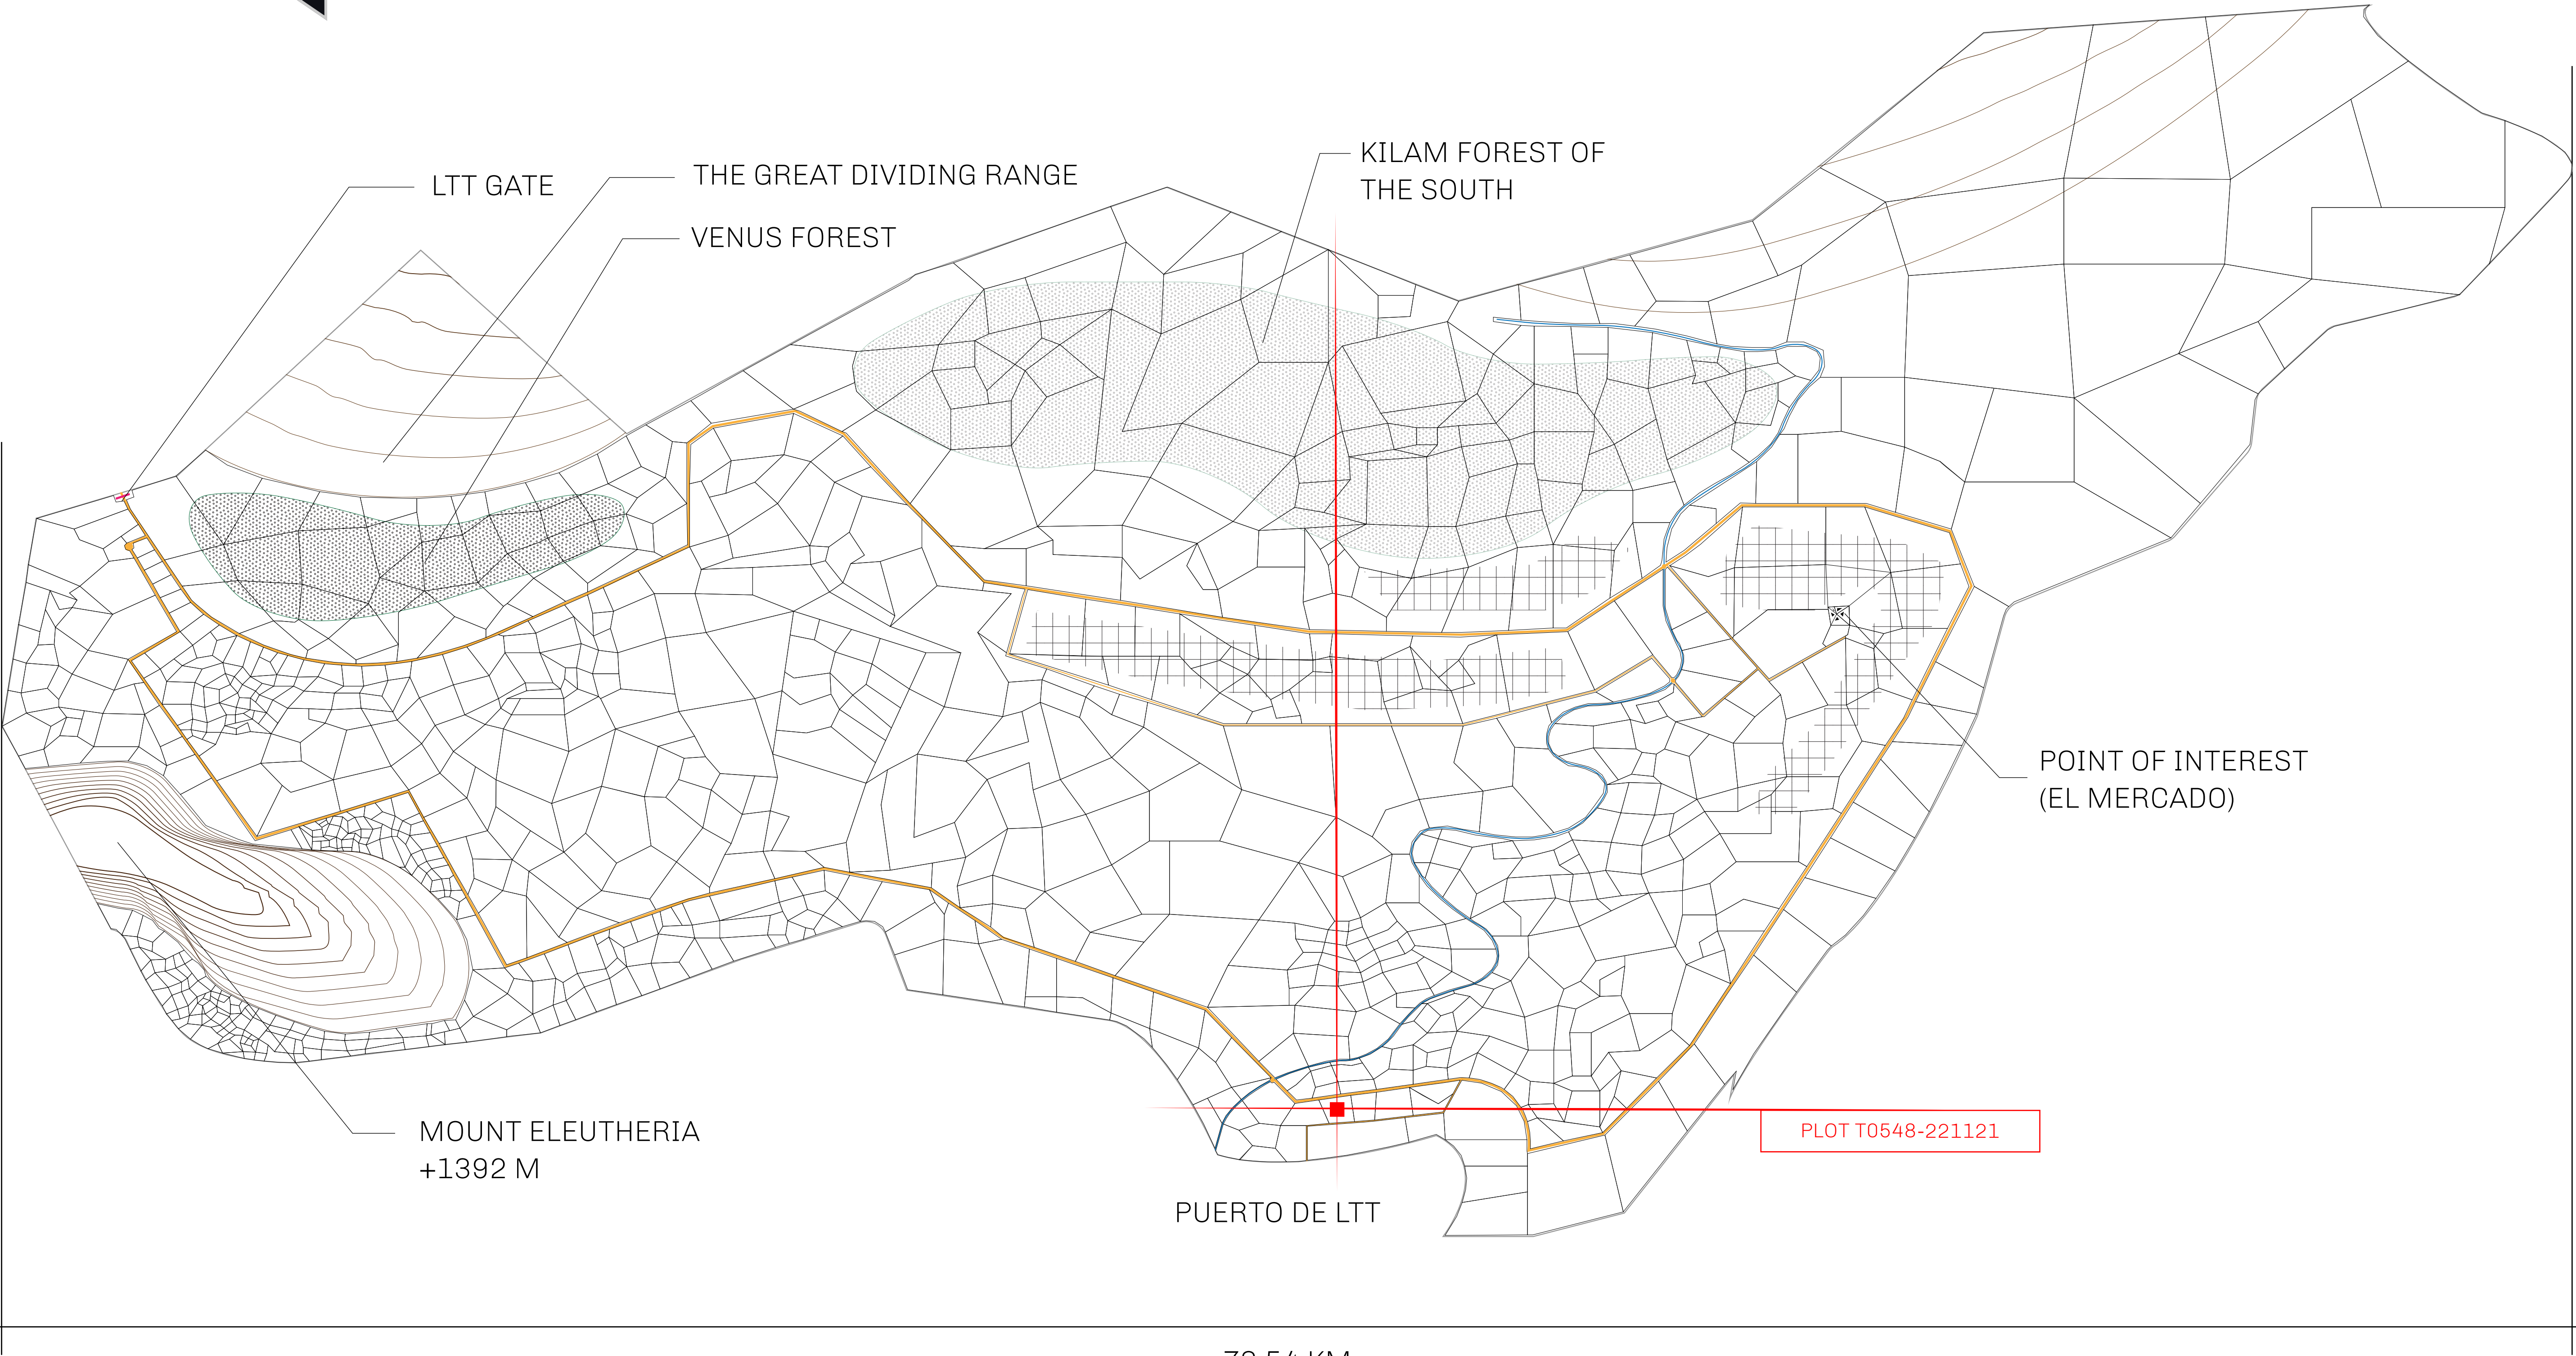 KILAM FOREST OF
THE SOUTH
LTT GATE
THE GREAT DIVIDING RANGE
VENUS FOREST
POINT OF INTEREST
(EL MERCADO)
MOUNT ELEUTHERIA
+1392 M
PLOT T0548-221121
PUERTO DE LTT
KM